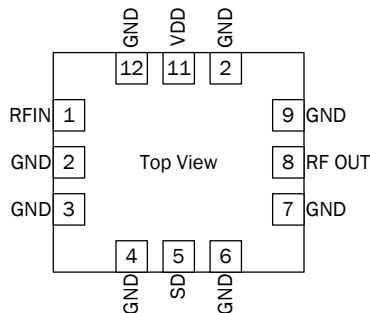 GND VDD GND
12 11 2
RFIN 1 9 GND
GND 2 Top View 8 RF OUT
GND 3 7 GND
4 5 6
GND SD GND